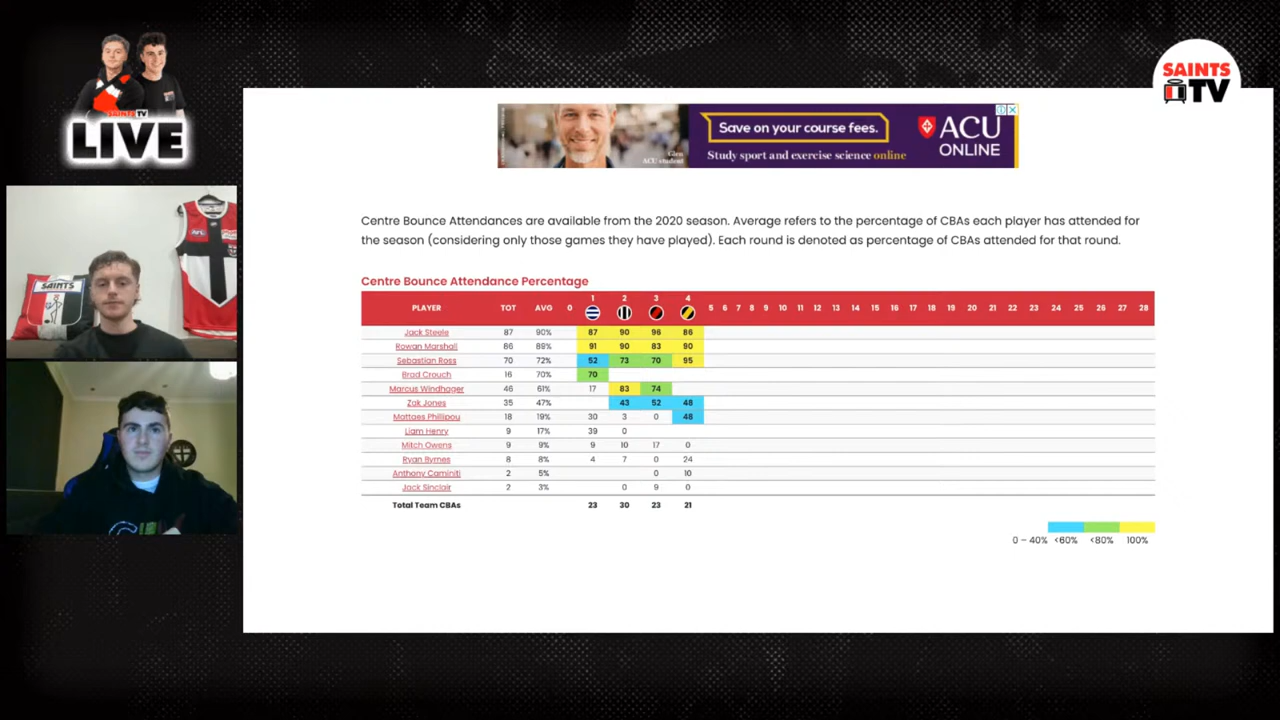 SAINTS TV
LIVE
SAINTS
TV
Save on your course fees.
Study sport and exercise science online
ACU
ONLINE
Glen
ACU student
AFL
SAINTS
Centre Bounce Attendances are available from the 2020 season. Average refers to the percentage of CBAs each player has attended for
the season (considering only those games they have played). Each round is denoted as percentage of CBAs attended for that round.
Centre Bounce Attendance Percentage
PLAYER TOT AVG 0 1 2 3 4 5 6 7 8 9 10 11 12 13 14 15 16 17 18 19 20 21 22 23 24 25 26 27 28
Jack Steele 87 90% 87 90 96 86
Rowan Marshall 86 89% 91 90 83 90
Sebastian Ross 70 72% 52 73 70 95
Brad Crouch 16 70% 70
Marcus Windhager 46 61% 17 83 74
Zak Jones 35 47% 43 52 48
Mattaes Phillipou 18 19% 30 3 0 48
Liam Henry 9 17% 39 0
Mitch Owens 9 9% 9 10 17 0
Ryan Byrnes 8 8% 4 7 0 24
Anthony Caminiti 2 5% 0 10
Jack Sinclair 2 3% 0 9 0
Total Team CBAs 23 30 23 21
0 – 40% <60% <80% 100%